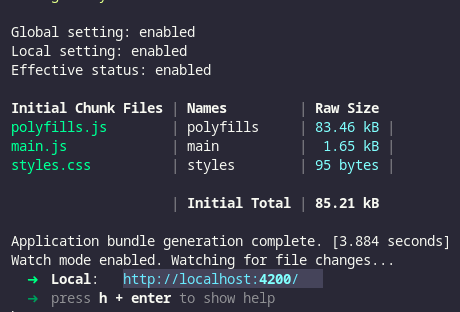 Global setting: enabled
Local setting: enabled
Effective status: enabled
Initial Chunk Files | Names | Raw Size
polyfills.js | polyfills | 83.46 kB |
main.js | main | 1.65 kB |
styles.css | styles | 95 bytes |
| Initial Total | 85.21 kB
Application bundle generation complete. [3.884 seconds]
Watch mode enabled. Watching for file changes...
➜ Local: http://localhost:4200/
➜ press h + enter to show help